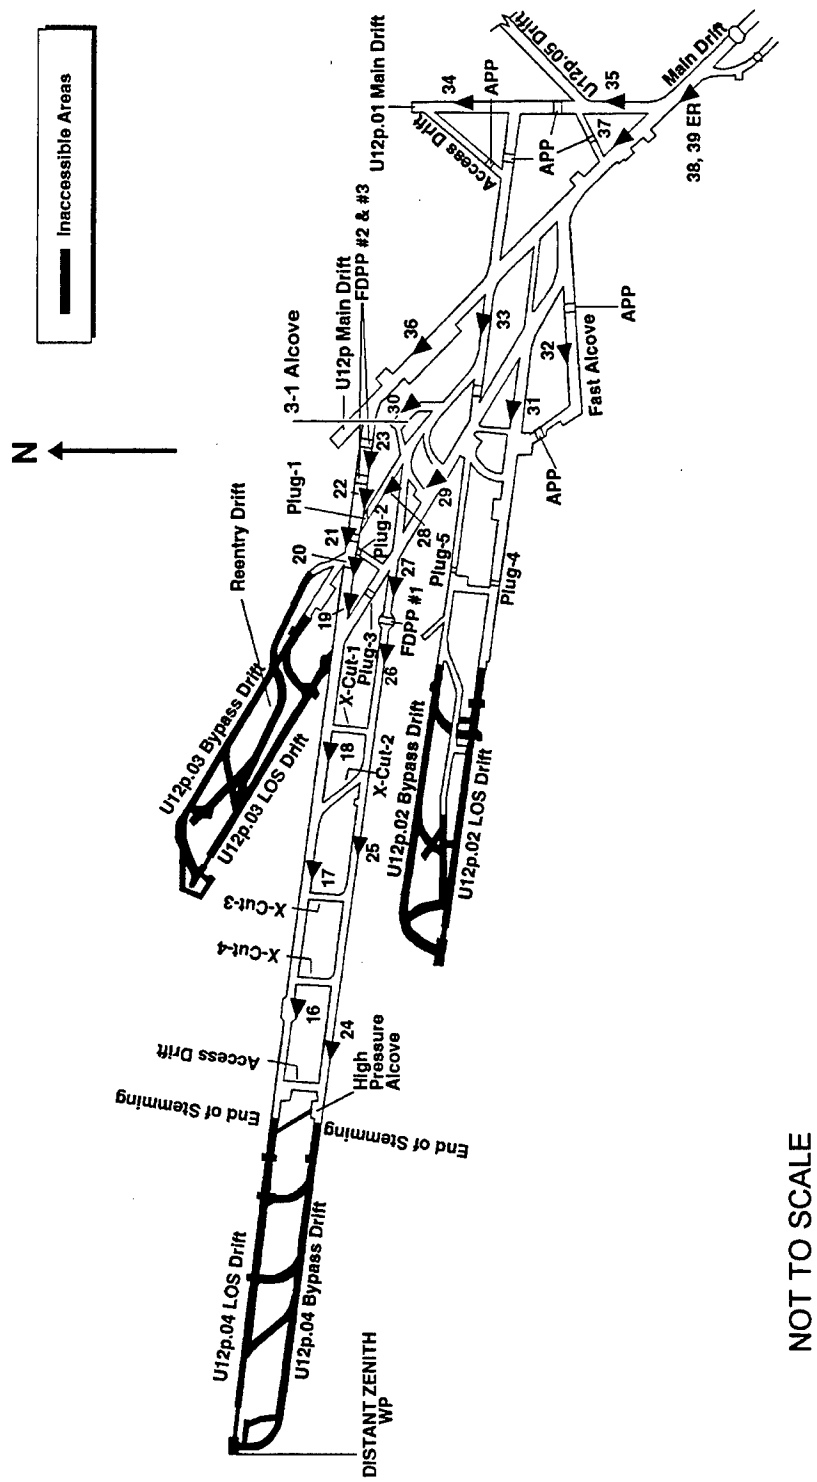 Inaccessible Areas
N
U12p.01 Main Drift
34
APP
U12p.05 Drift
35
Main Drift
Access Drift
APP
37
38, 39 ER
FDPP #2 & #3
U12p Main Drift
3-1 Alcove
36
33
APP
32
Fast Alcove
31
APP
30
23
22
Plug-1
21
Plug-2
20
29
28
Plug-5
27
Plug-4
FDPP #1
Plug-3
19
26
Reentry Drift
X-Cut-1
18
X-Cut-2
U12p.03 Bypass Drift
U12p.03 LOS Drift
U12p.02 Bypass Drift
U12p.02 LOS Drift
25
17
X-Cut-3
X-Cut-4
16
24
Access Drift
High
Pressure
Alcove
End of Stemming
End of Stemming
U12p.04 LOS Drift
U12p.04 Bypass Drift
DISTANT ZENITH
WP
NOT TO SCALE